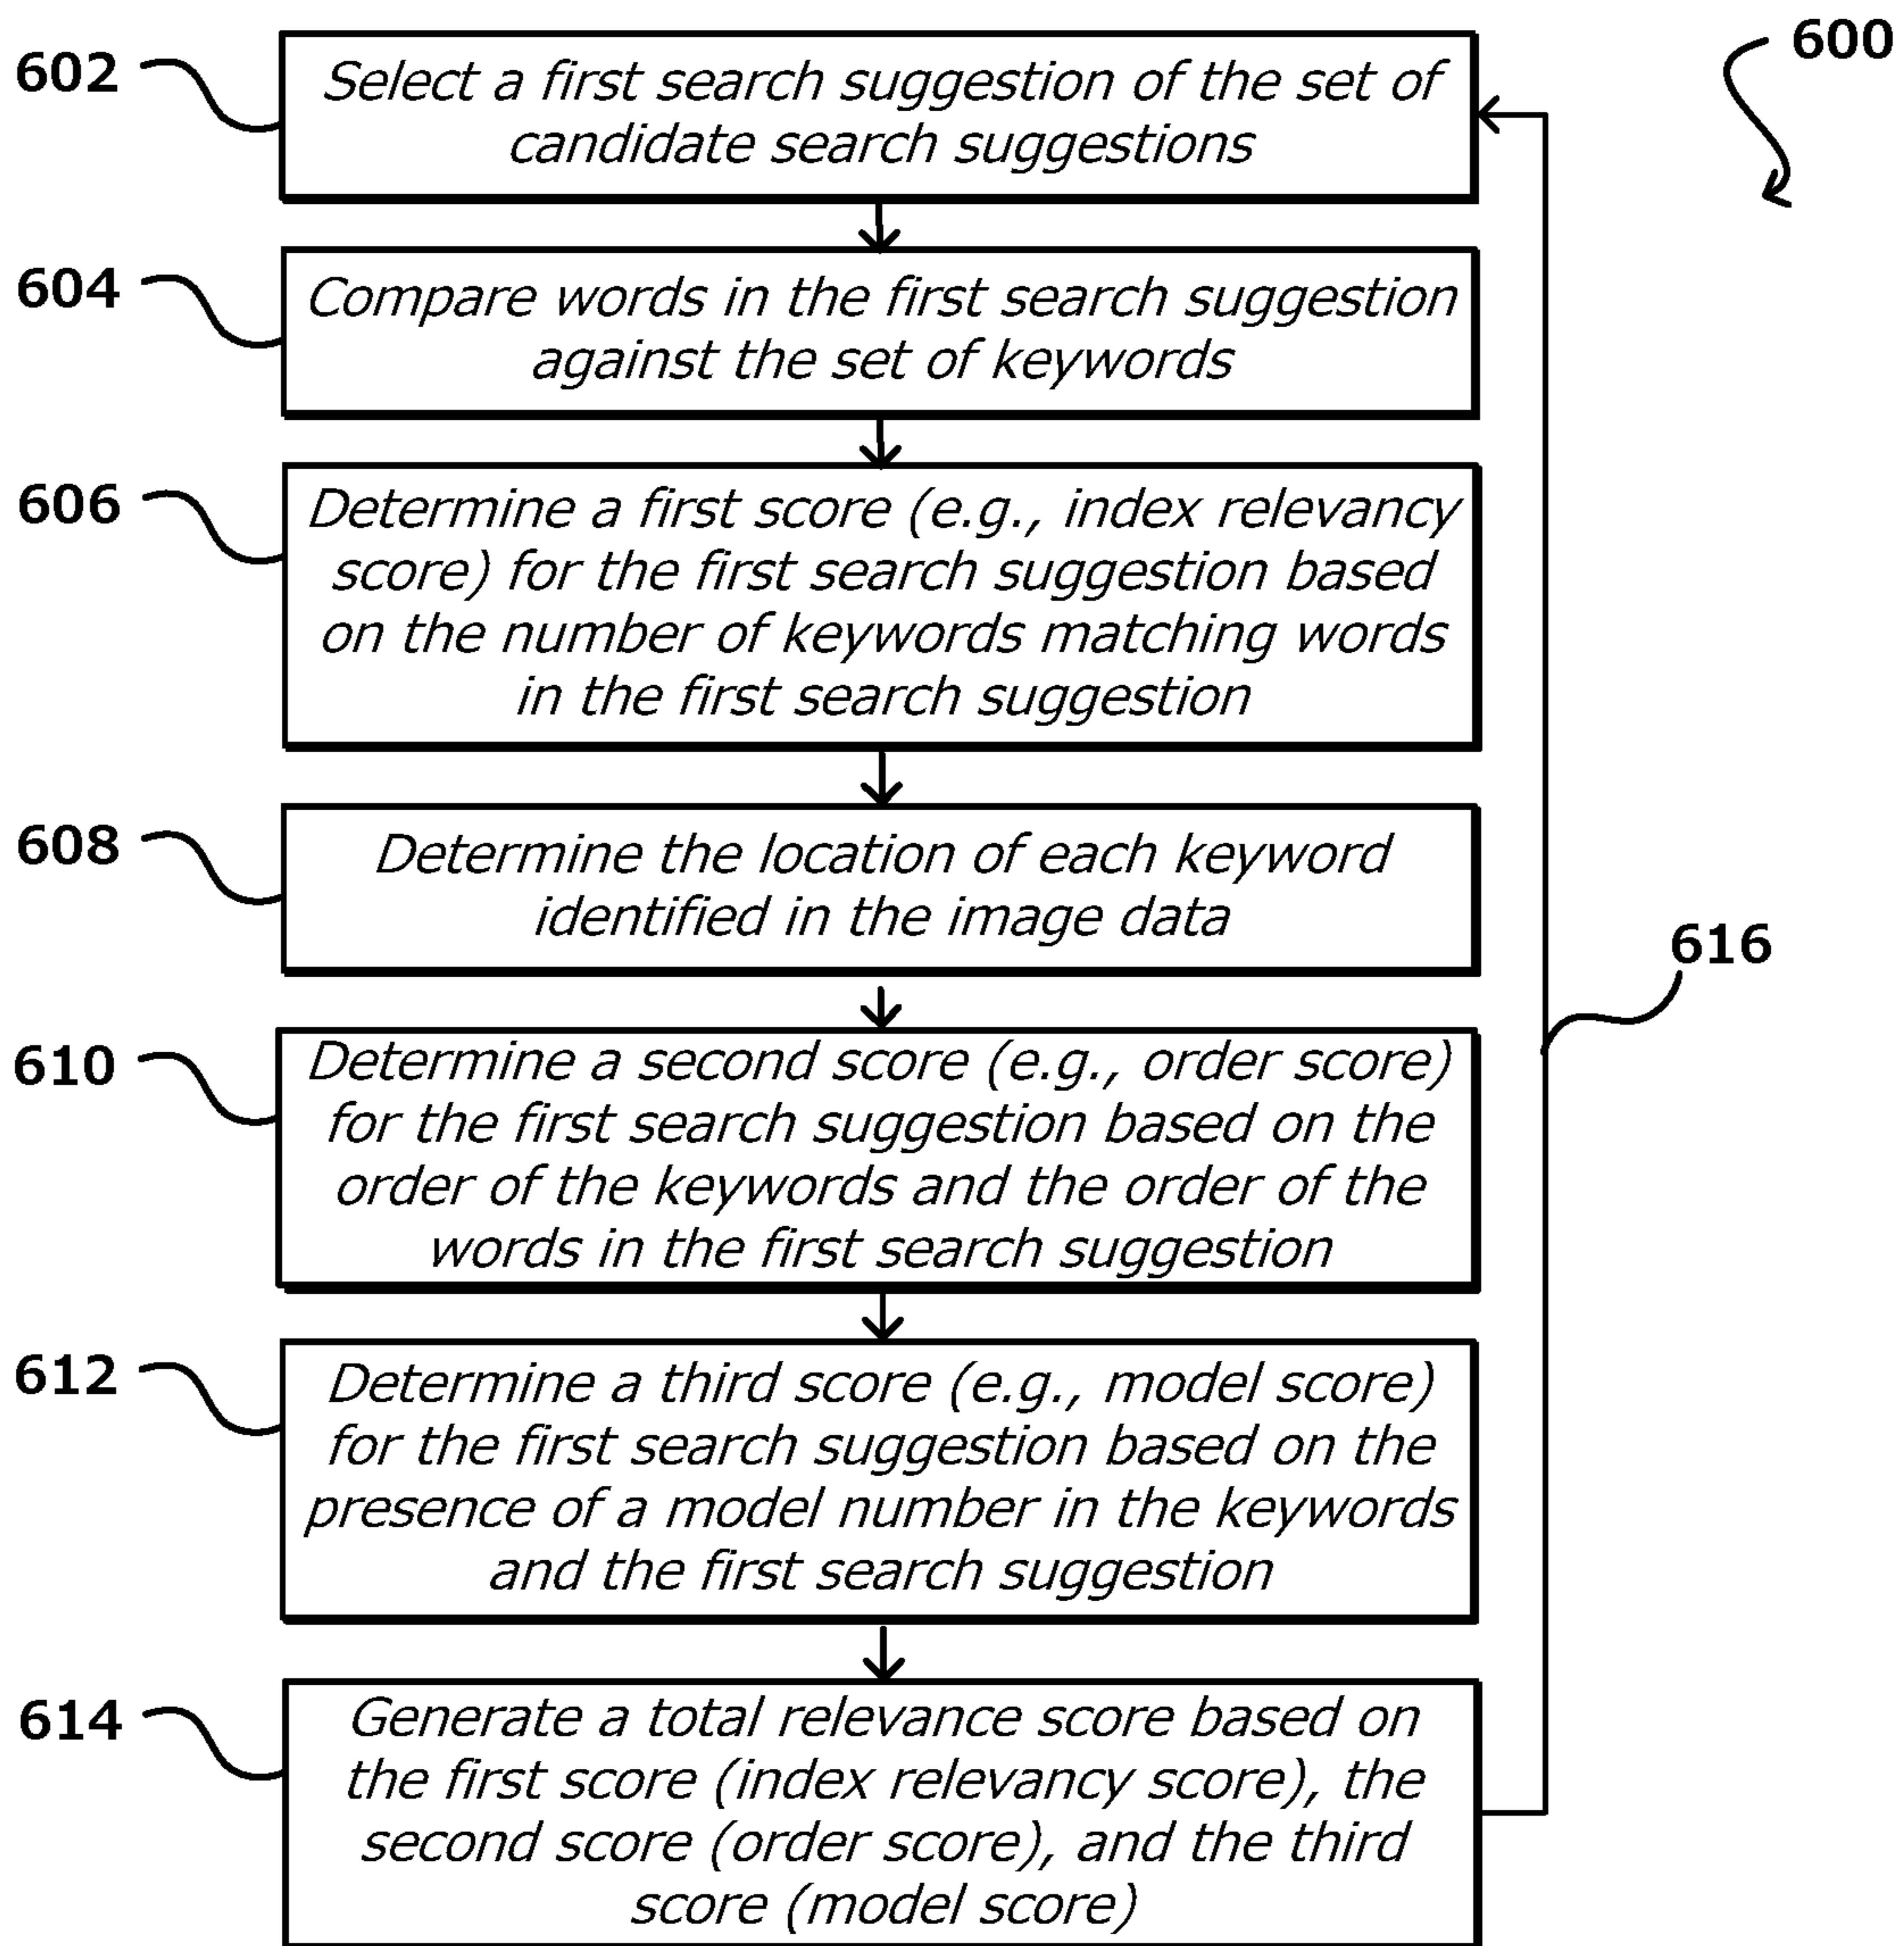 600
602
Select a first search suggestion of the set of
candidate search suggestions
604
Compare words in the first search suggestion
against the set of keywords
606
Determine a first score (e.g., index relevancy
score) for the first search suggestion based
on the number of keywords matching words
in the first search suggestion
608
Determine the location of each keyword
identified in the image data
616
610
Determine a second score (e.g., order score)
for the first search suggestion based on the
order of the keywords and the order of the
words in the first search suggestion
612
Determine a third score (e.g., model score)
for the first search suggestion based on the
presence of a model number in the keywords
and the first search suggestion
614
Generate a total relevance score based on
the first score (index relevancy score), the
second score (order score), and the third
score (model score)